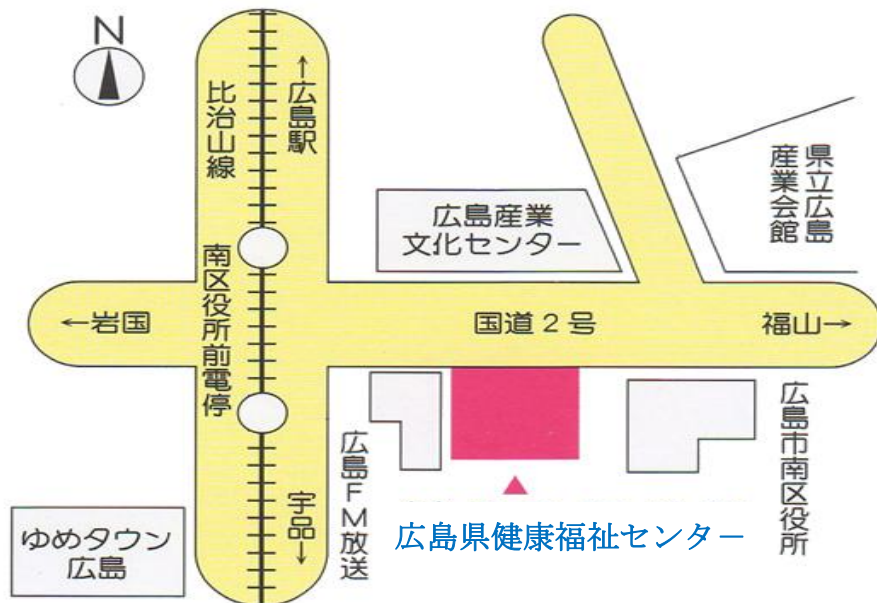 N
比治山線
←広島駅
南区役所前電停
広島産業
文化センター
県立広島
産業会館
←岩国
国道2号
福山→
広島FM放送
広島市南区役所
宇品→
広島県健康福祉センター
ゆめタウン
広島